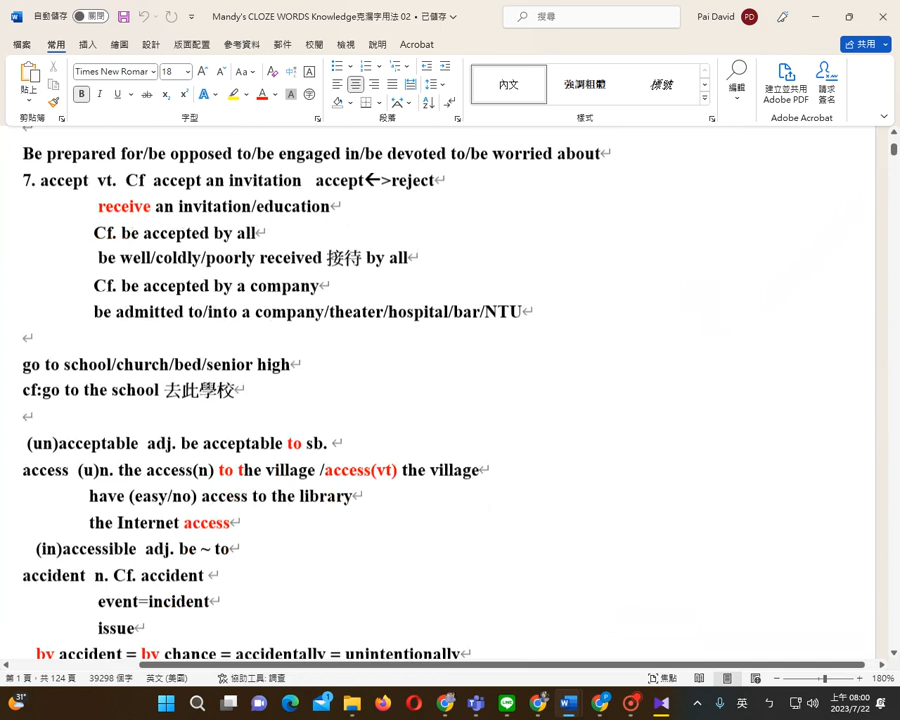 自動儲存 關閉 Mandy's CLOZE WORDS Knowledge克漏字用法 02 • 已儲存 搜尋 Pai David PD
檔案 常用 插入 繪圖 設計 版面配置 參考資料 郵件 校閱 檢視 說明 Acrobat 共用
Times New Romar 18 A A Aa
貼上 B I U ab x₂ x² A A A 內文 強調粗體 標號 編輯 建立並共用 Adobe PDF 請求簽名
剪貼簿 字型 段落 樣式 Adobe Acrobat
Be prepared for/be opposed to/be engaged in/be devoted to/be worried about
7. accept vt. Cf accept an invitation accept←>reject
receive an invitation/education
Cf. be accepted by all
be well/coldly/poorly received 接待 by all
Cf. be accepted by a company
be admitted to/into a company/theater/hospital/bar/NTU
go to school/church/bed/senior high
cf:go to the school 去此學校
(un)acceptable adj. be acceptable to sb.
access (u)n. the access(n) to the village /access(vt) the village
have (easy/no) access to the library
the Internet access
(in)accessible adj. be ~ to
accident n. Cf. accident
event=incident
issue
by accident = by chance = accidentally = unintentionally
第 1 頁，共 124 頁 39298 個字 英文 (美國) 協助工具: 調查 焦點 180%
31° 英 上午 08:00
2023/7/22